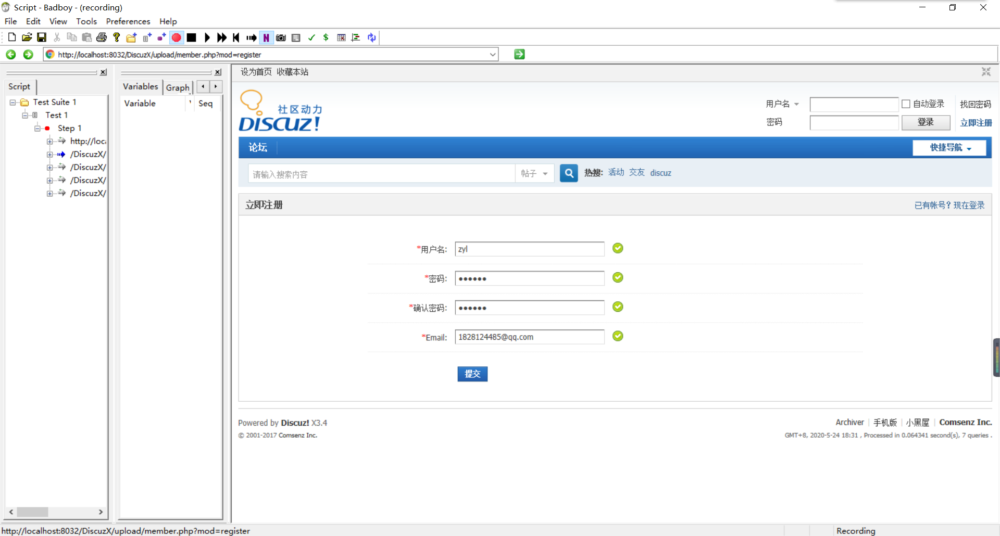 Script - Badboy - (recording)
File Edit View Tools Preferences Help
http://localhost:8032/DiscuzX/upload/member.php?mod=register
Script
Test Suite 1
Test 1
Step 1
http://loc
/DiscuzX/
/DiscuzX/
/DiscuzX/
/DiscuzX/
Variables Graph
Variable Seq
设为首页 收藏本站
社区动力
DISCUZ!
用户名 自动登录 找回密码
密码 登录 立即注册
论坛 快捷导航
请输入搜索内容 帖子 热搜: 活动 交友 discuz
立即注册 已有帐号? 现在登录
*用户名: zyl
*密码: ••••••
*确认密码: ••••••
*Email: 1828124485@qq.com
提交
Powered by Discuz! X3.4
© 2001-2017 Comsenz Inc.
Archiver | 手机版 | 小黑屋 | Comsenz Inc.
GMT+8, 2020-5-24 18:31 , Processed in 0.064341 second(s), 7 queries .
http://localhost:8032/DiscuzX/upload/member.php?mod=register Recording